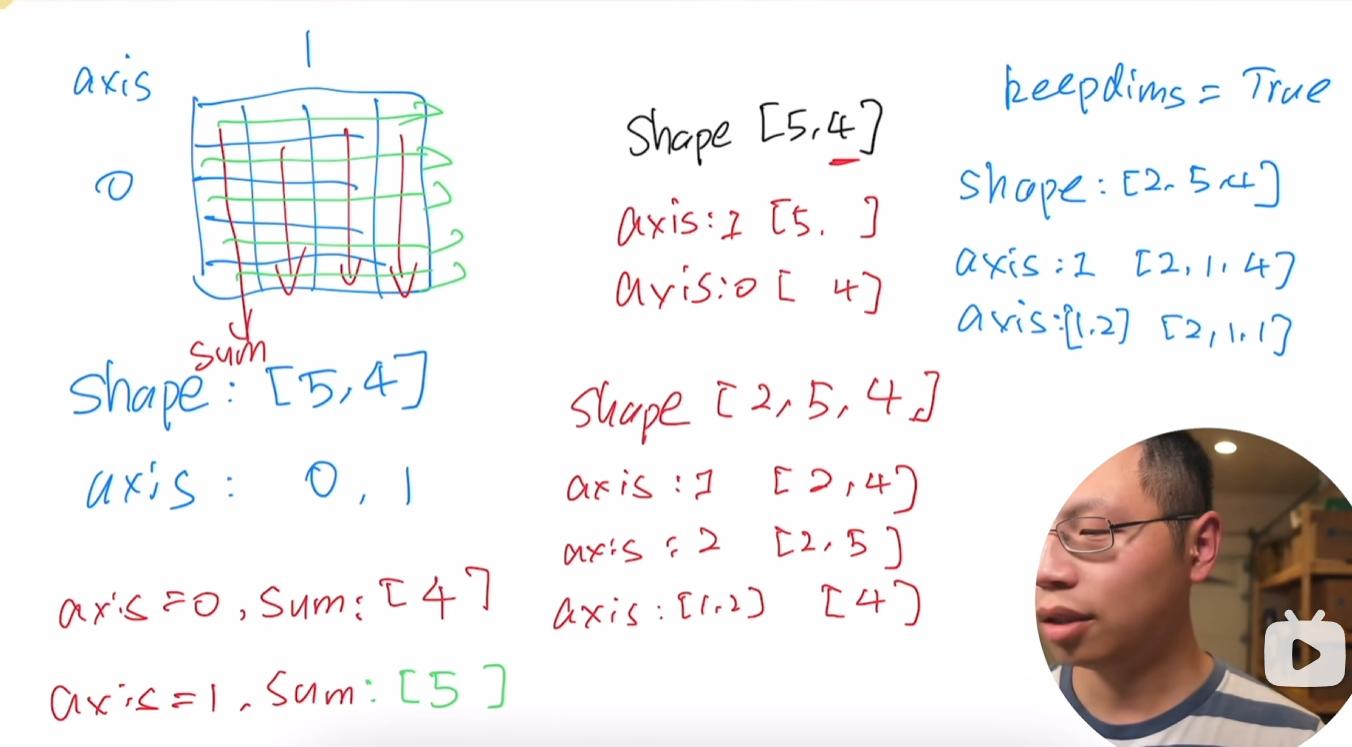 1
axis
0
sum
shape: [5,4]
axis: 0, 1
axis=0, sum: [4]
axis=1, sum: [5]
shape [5,4]
axis:1 [5, ]
axis:0 [ 4]
shape [2, 5, 4]
axis:1 [2,4]
axis:2 [2,5]
axis:[1,2] [4]
keepdims=True
shape:[2,5,4]
axis:1 [2,1,4]
axis:[1,2] [2,1,1]